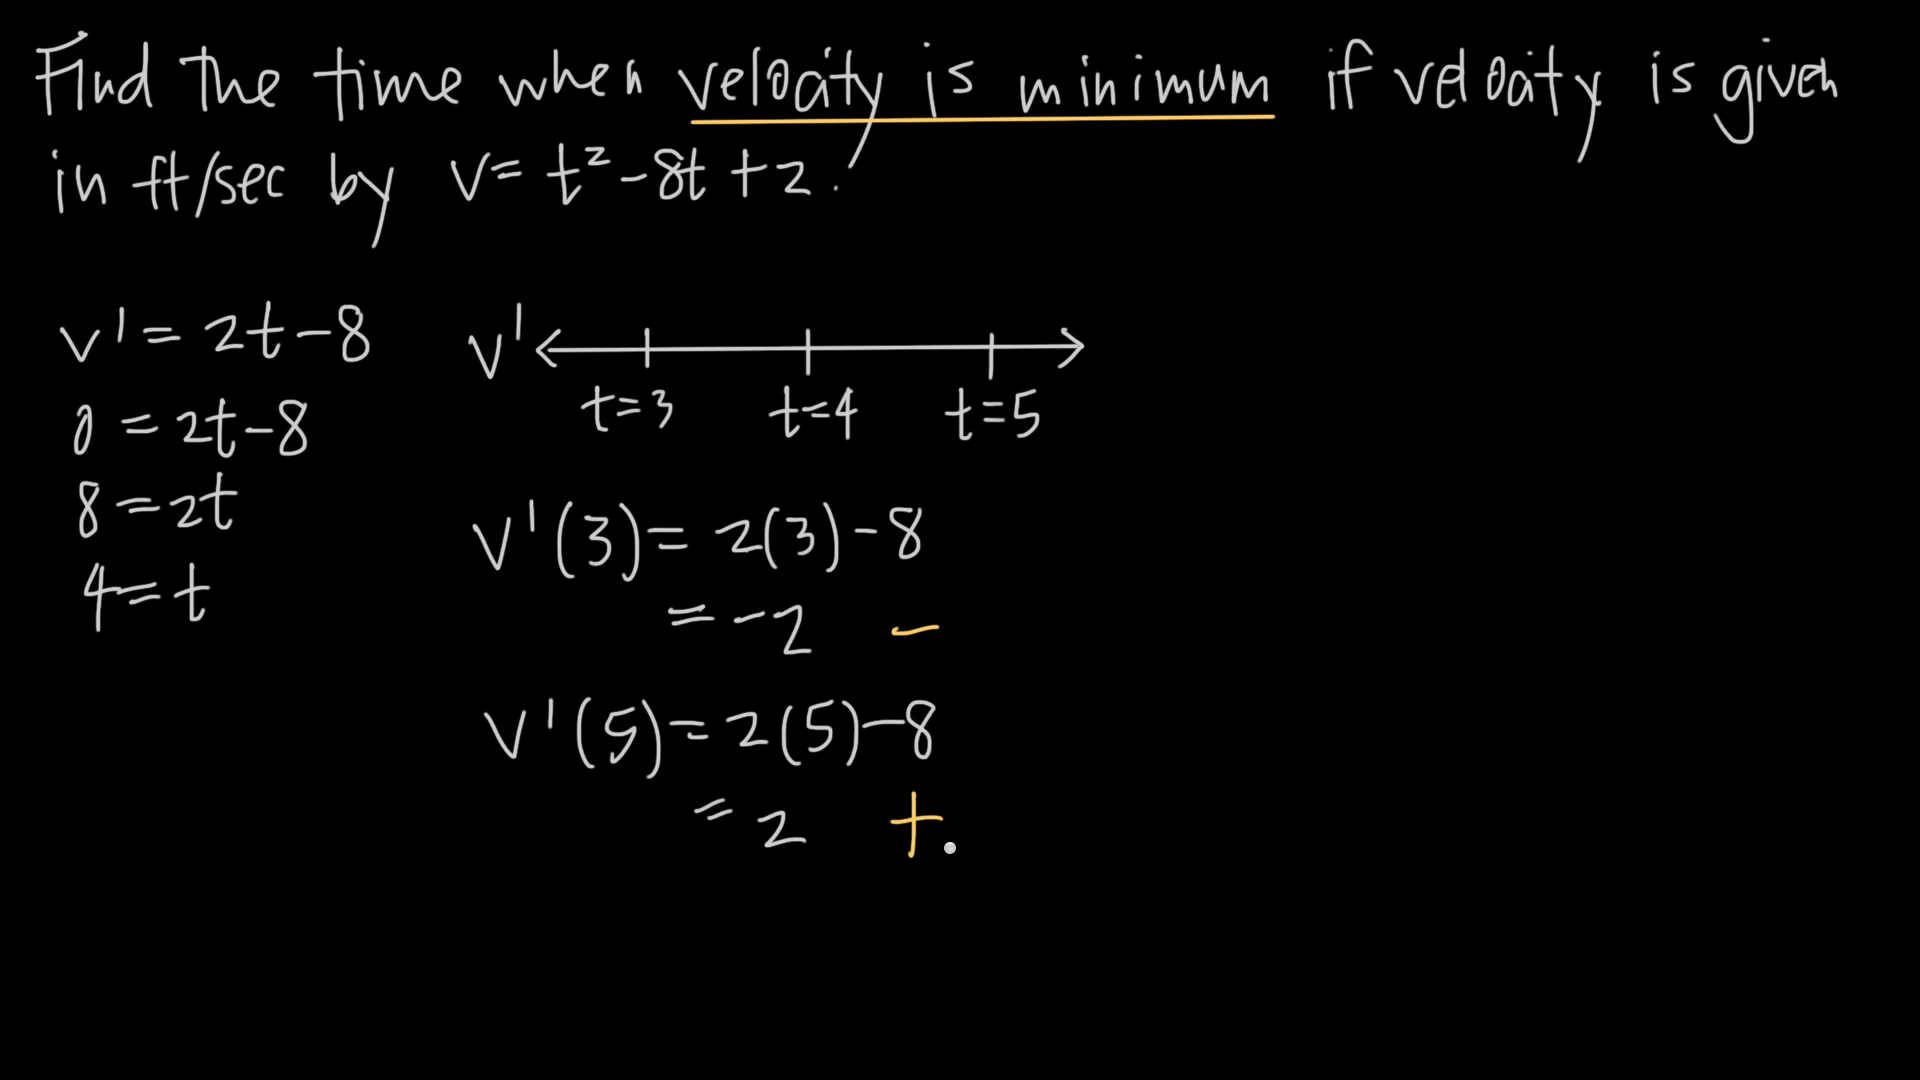 Find the time when velocity is minimum if velocity is given
in ft/sec by v = t² - 8t + 2.
v' = 2t - 8
0 = 2t - 8
8 = 2t
4 = t
v'
t=3 t=4 t=5
v'(3) = 2(3) - 8
= -2 -
v'(5) = 2(5) - 8
= 2 +